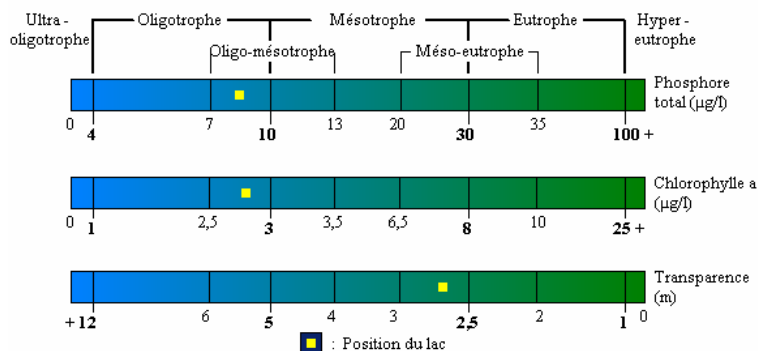 Ultra-
oligotrophe
Oligotrophe
Mésotrophe
Eutrophe
Hyper-
eutrophe
Oligo-mésotrophe
Méso-eutrophe
Phosphore
total (µg/l)
0 4 7 10 13 20 30 35 100 +
Chlorophylle a
(µg/l)
0 1 2,5 3 3,5 6,5 8 10 25 +
Transparence
(m)
+ 12 6 5 4 3 2,5 2 1 0
: Position du lac